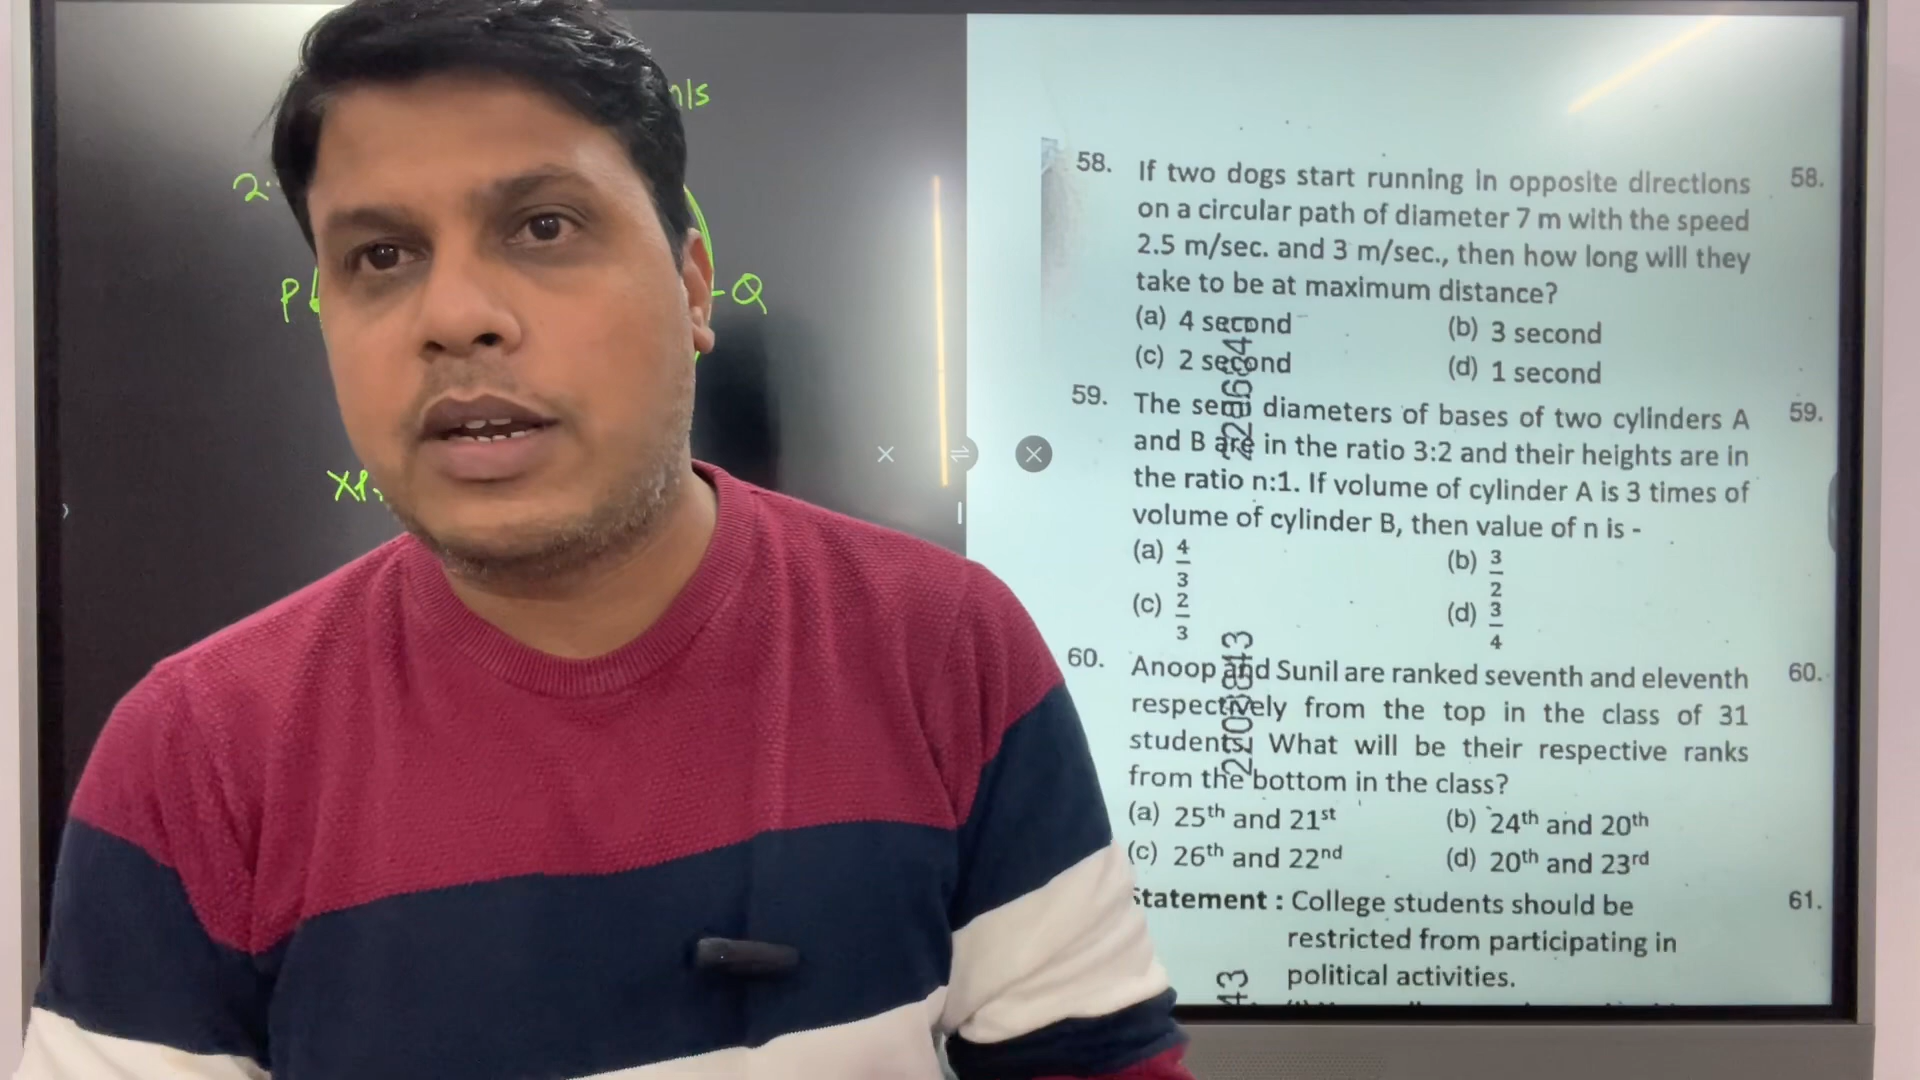 n/s
2.
P
Q
58. If two dogs start running in opposite directions 58.
on a circular path of diameter 7 m with the speed
2.5 m/sec. and 3 m/sec., then how long will they
take to be at maximum distance?
(a) 4 second (b) 3 second
(c) 2 second (d) 1 second
59. The semi diameters of bases of two cylinders A 59.
and B are in the ratio 3:2 and their heights are in
the ratio n:1. If volume of cylinder A is 3 times of
volume of cylinder B, then value of n is -
(a) 4/3 (b) 3/2
(c) 2/3 (d) 3/4
60. Anoop and Sunil are ranked seventh and eleventh 60.
respectively from the top in the class of 31
students. What will be their respective ranks
from the bottom in the class?
(a) 25th and 21st (b) 24th and 20th
(c) 26th and 22nd (d) 20th and 23rd
Statement : College students should be 61.
restricted from participating in
political activities.